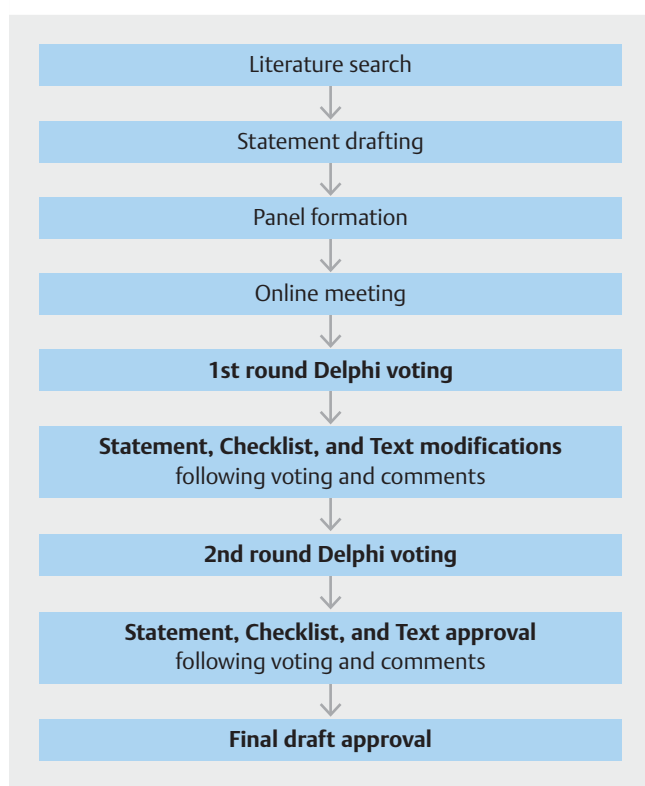 Literature search
Statement drafting
Panel formation
Online meeting
1st round Delphi voting
Statement, Checklist, and Text modifications
following voting and comments
2nd round Delphi voting
Statement, Checklist, and Text approval
following voting and comments
Final draft approval